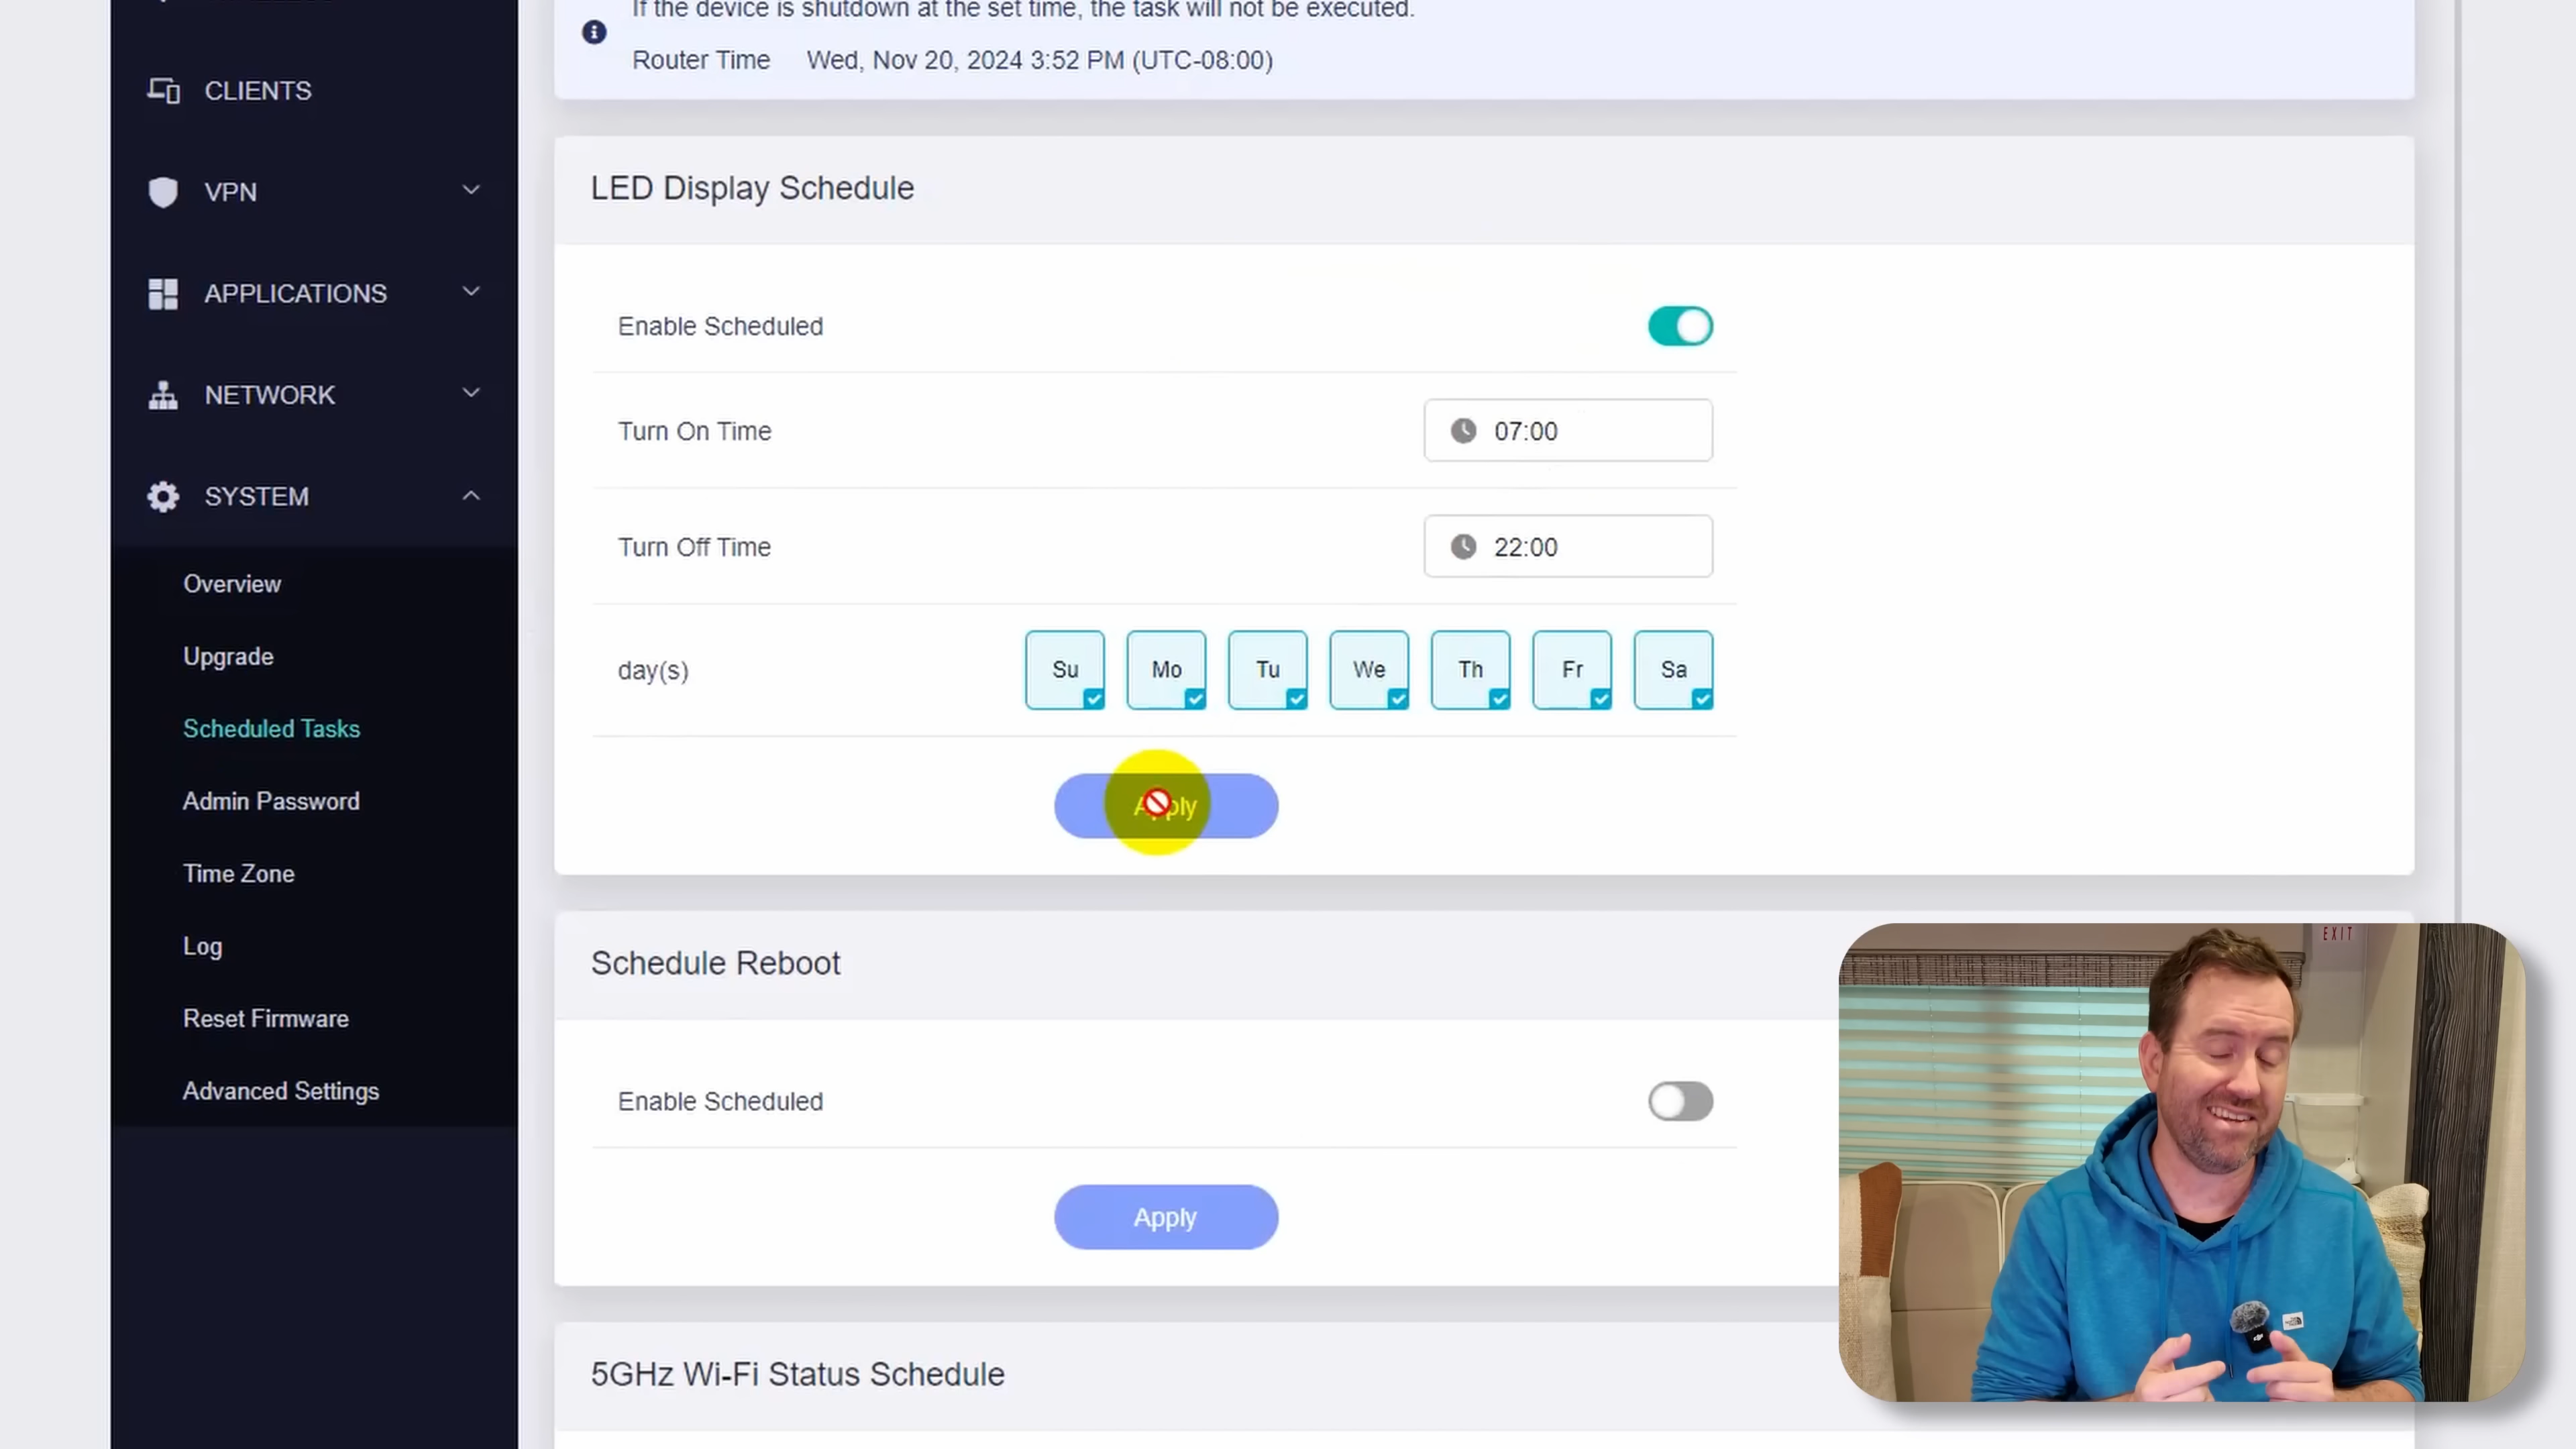 If the device is shutdown at the set time, the task will not be executed.
Router Time Wed, Nov 20, 2024 3:52 PM (UTC-08:00)
CLIENTS
VPN
APPLICATIONS
NETWORK
SYSTEM
Overview
Upgrade
Scheduled Tasks
Admin Password
Time Zone
Log
Reset Firmware
Advanced Settings
LED Display Schedule
Enable Scheduled
Turn On Time 07:00
Turn Off Time 22:00
day(s) Su Mo Tu We Th Fr Sa
Apply
Schedule Reboot
Enable Scheduled
Apply
5GHz Wi-Fi Status Schedule
EXIT